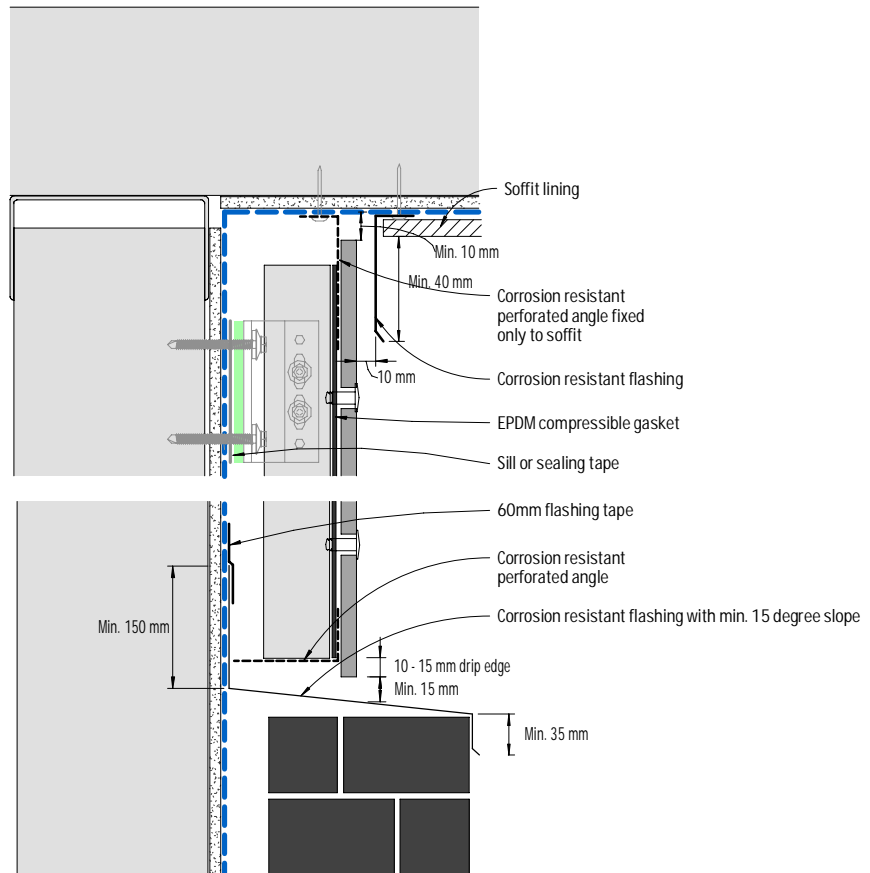 Soffit lining
Min. 10 mm
Min. 40 mm
Corrosion resistant
perforated angle fixed
only to soffit
10 mm
Corrosion resistant flashing
EPDM compressible gasket
Sill or sealing tape
60mm flashing tape
Corrosion resistant
perforated angle
Corrosion resistant flashing with min. 15 degree slope
Min. 150 mm
10 - 15 mm drip edge
Min. 15 mm
Min. 35 mm